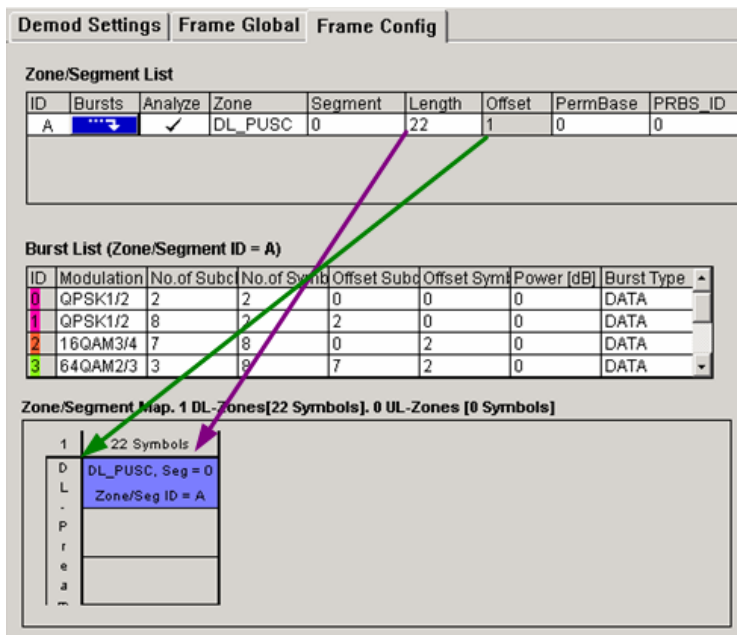 Demod Settings Frame Global Frame Config
Zone/Segment List
ID Bursts Analyze Zone Segment Length Offset PermBase PRBS_ID
A DL_PUSC 0 22 1 0 0
Burst List (Zone/Segment ID = A)
ID Modulation No.of Subcl No.of Symb Offset Subc Offset Symb Power [dB] Burst Type
0 QPSK1/2 2 2 0 0 0 DATA
1 QPSK1/2 8 2 2 0 0 DATA
2 16QAM3/4 7 8 0 2 0 DATA
3 64QAM2/3 3 8 7 2 0 DATA
Zone/Segment Map. 1 DL-Zones[22 Symbols]. 0 UL-Zones [0 Symbols]
1 22 Symbols
DL-Pream
DL_PUSC, Seg = 0
Zone/Seg ID = A